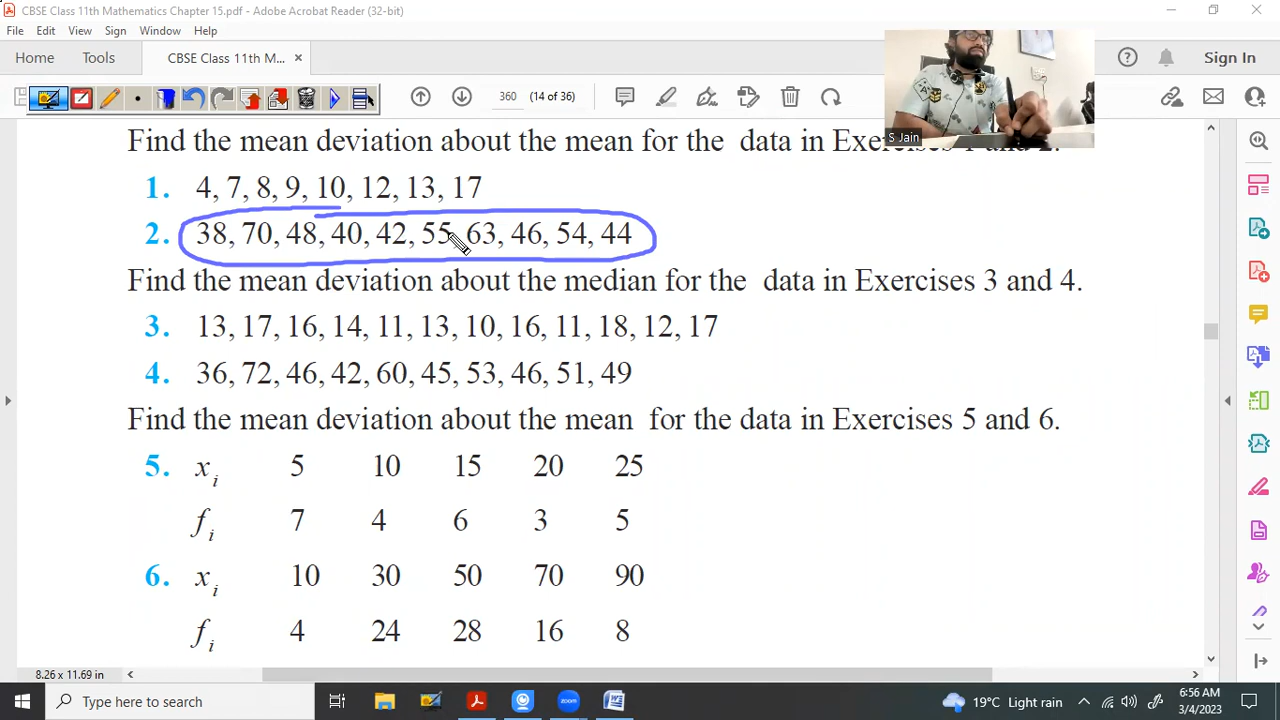 CBSE Class 11th Mathematics Chapter 15.pdf - Adobe Acrobat Reader (32-bit)
File Edit View Sign Window Help
Home Tools CBSE Class 11th M... × Sign In
360 (14 of 36)
S Jain
Find the mean deviation about the mean for the data in Exercises 1 and 2.
1. 4, 7, 8, 9, 10, 12, 13, 17
2. 38, 70, 48, 40, 42, 55, 63, 46, 54, 44
Find the mean deviation about the median for the data in Exercises 3 and 4.
3. 13, 17, 16, 14, 11, 13, 10, 16, 11, 18, 12, 17
4. 36, 72, 46, 42, 60, 45, 53, 46, 51, 49
Find the mean deviation about the mean for the data in Exercises 5 and 6.
5. xi 5 10 15 20 25
fi 7 4 6 3 5
6. xi 10 30 50 70 90
fi 4 24 28 16 8
8.26 x 11.69 in
Type here to search 19°C Light rain 6:56 AM
3/4/2023